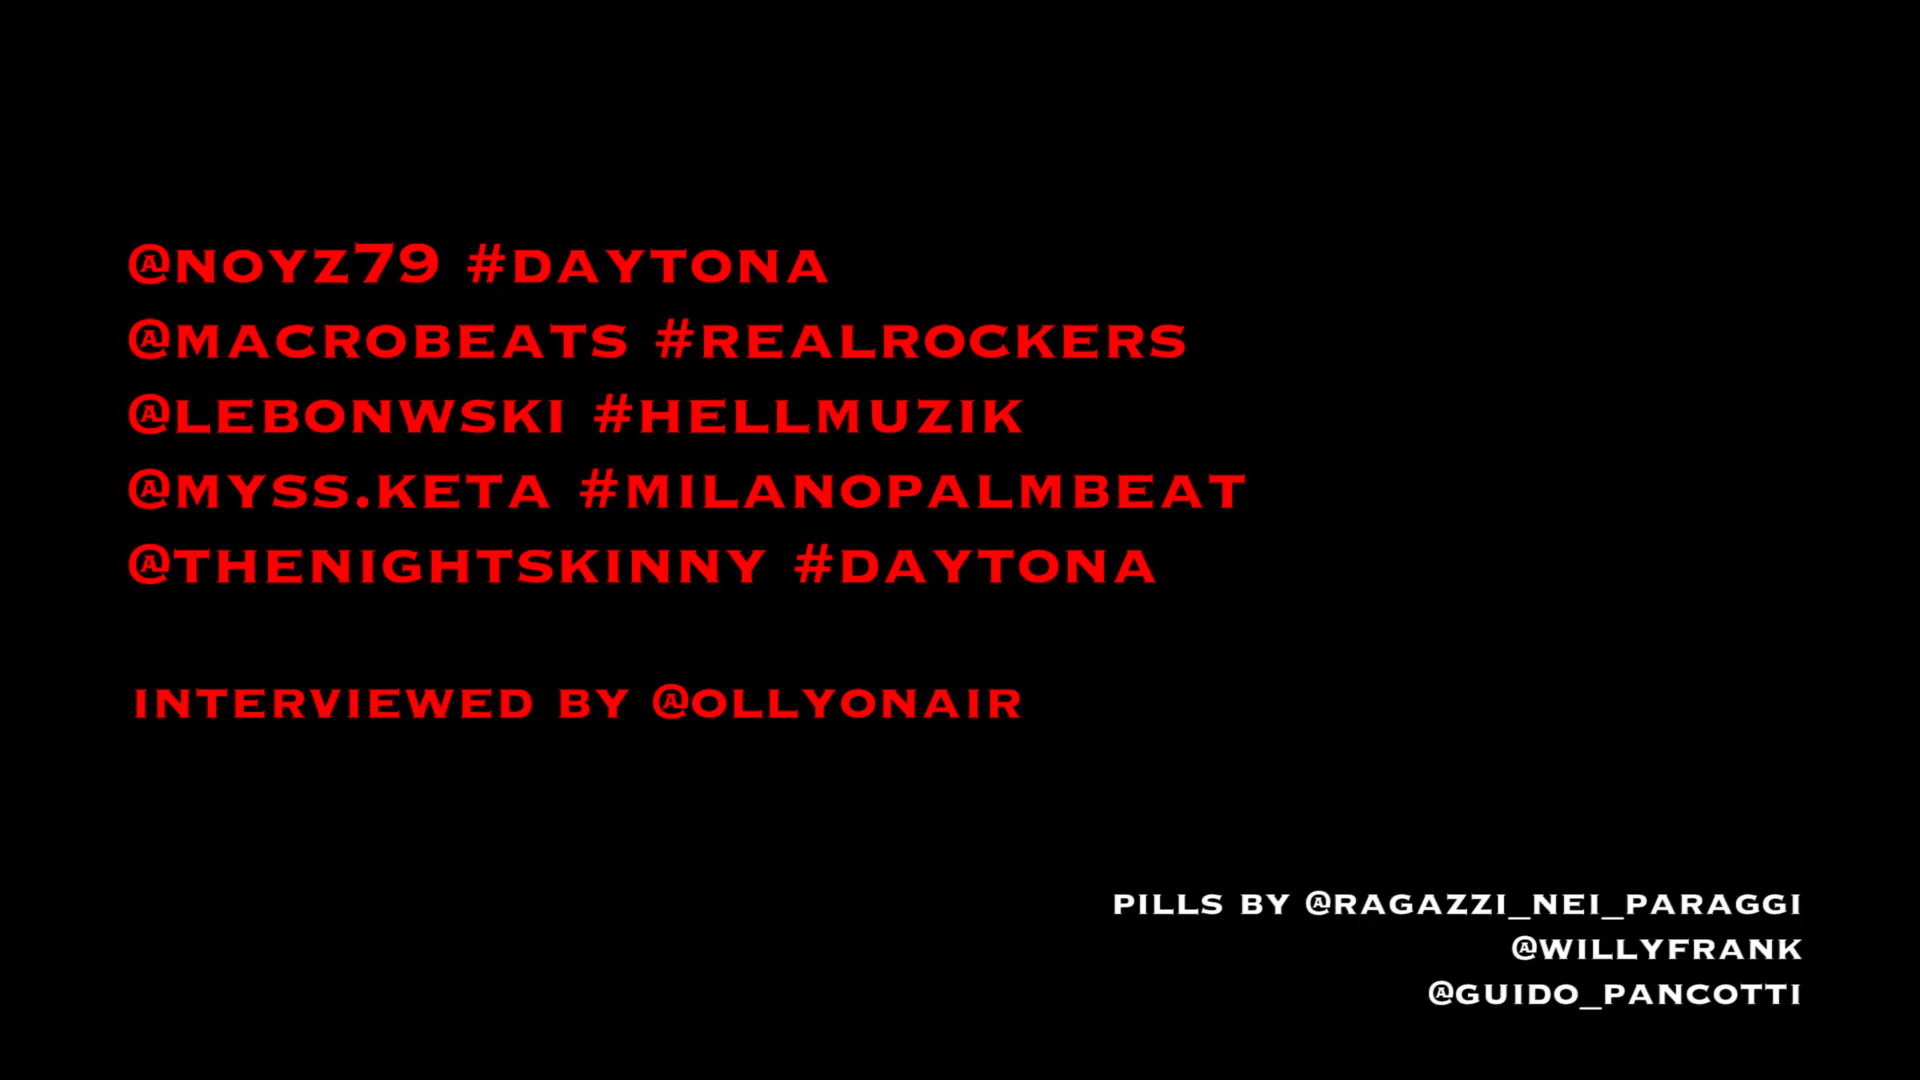 @NOYZ79 #DAYTONA
@MACROBEATS #REALROCKERS
@LEBONWSKI #HELLMUZIK
@MYSS.KETA #MILANOPALMBEAT
@THENIGHTSKINNY #DAYTONA
INTERVIEWED BY @OLLYONAIR
PILLS BY @RAGAZZI_NEI_PARAGGI
@WILLYFRANK
@GUIDO_PANCOTTI